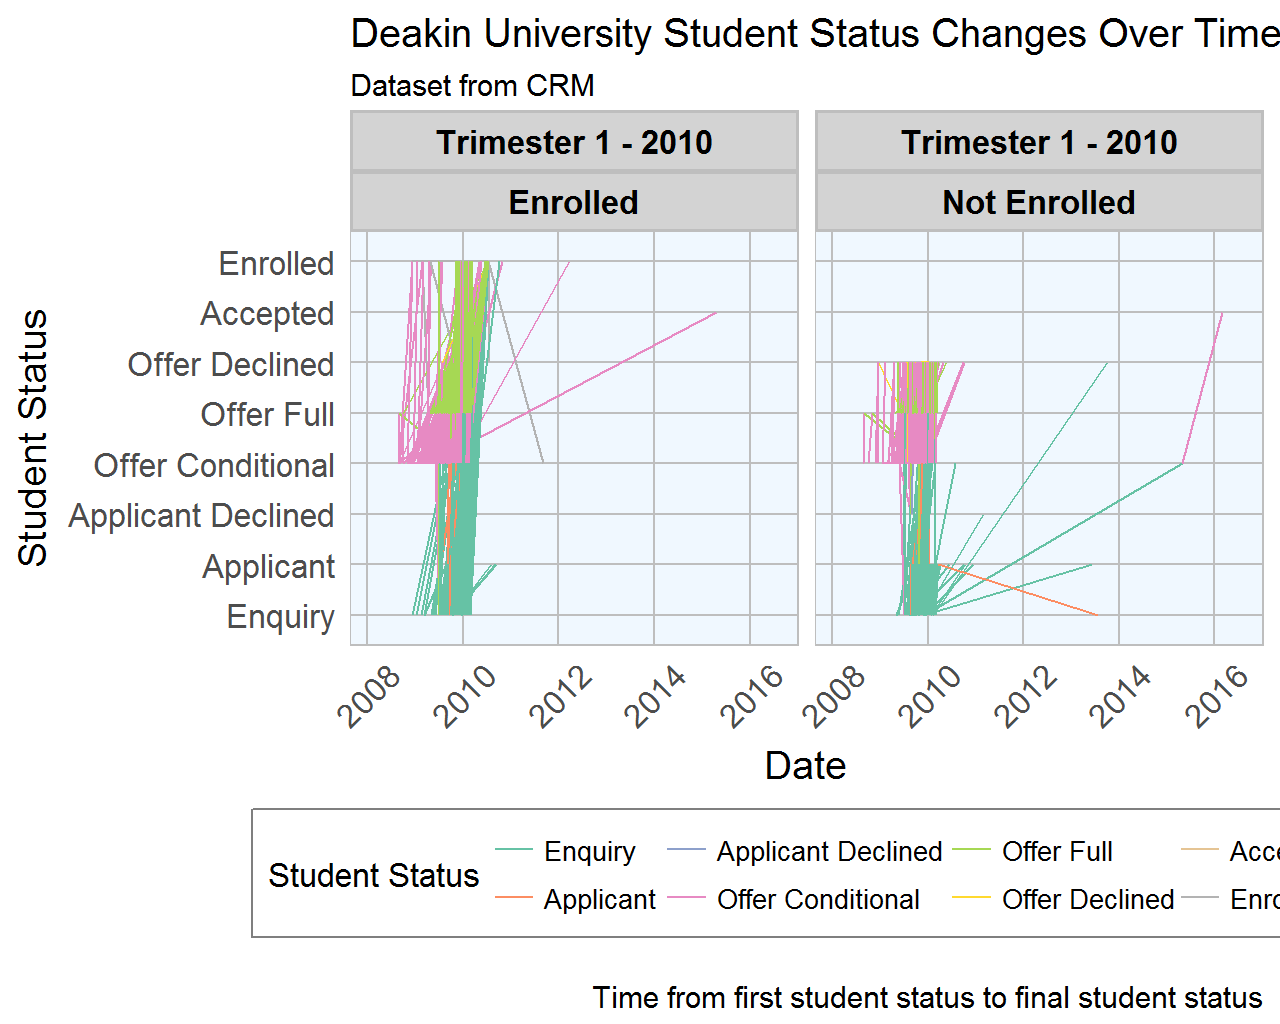 Deakin University Student Status Changes Over Time
Dataset from CRM
Trimester 1 - 2010
Trimester 1 - 2010
Enrolled
Not Enrolled
Student Status
Enrolled
Accepted
Offer Declined
Offer Full
Offer Conditional
Applicant Declined
Applicant
Enquiry
2008 2010 2012 2014 2016
2008 2010 2012 2014 2016
Date
Student Status
Enquiry Applicant Declined Offer Full Acce
Applicant Offer Conditional Offer Declined Enro
Time from first student status to final student status